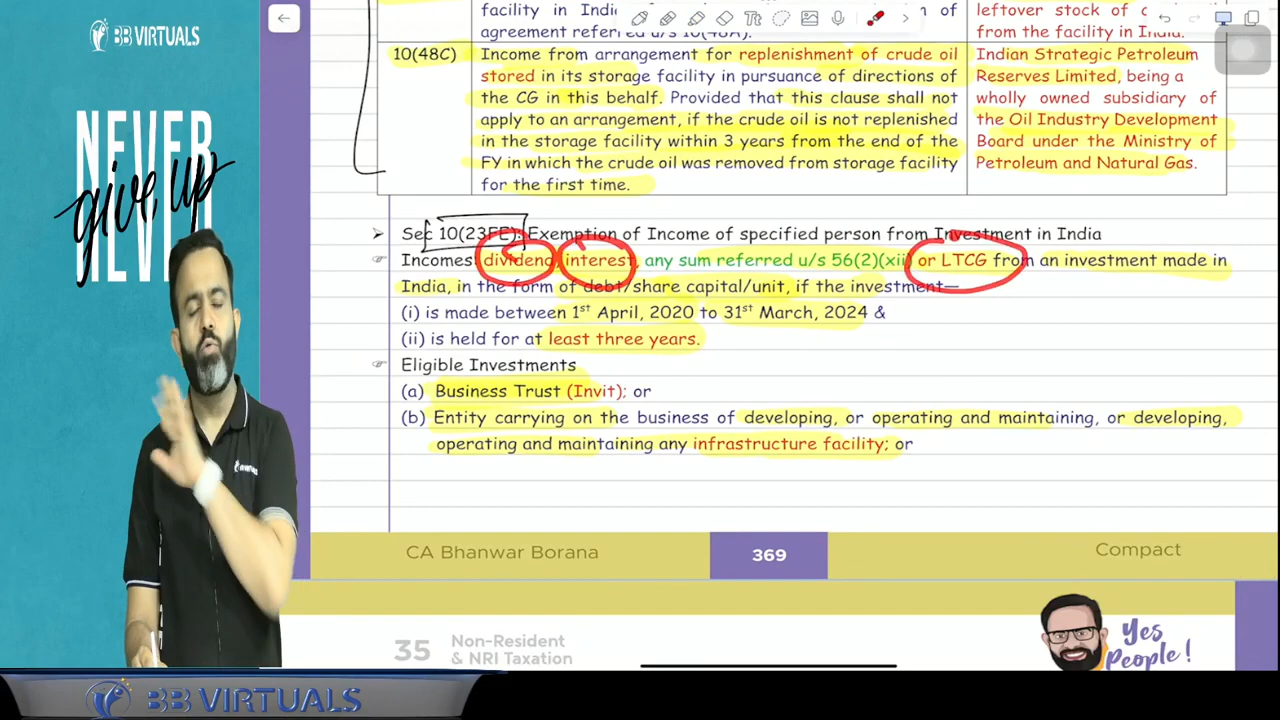 BB VIRTUALS
NEVER
give up
NEVER
facility in India
agreement referred u/s 10(48A).
leftover stock of
from the facility in India.
10(48C)
Income from arrangement for replenishment of crude oil
stored in its storage facility in pursuance of directions of
the CG in this behalf. Provided that this clause shall not
apply to an arrangement, if the crude oil is not replenished
in the storage facility within 3 years from the end of the
FY in which the crude oil was removed from storage facility
for the first time.
Indian Strategic Petroleum
Reserves Limited, being a
wholly owned subsidiary of
the Oil Industry Development
Board under the Ministry of
Petroleum and Natural Gas.
➤ Sec 10(23FE): Exemption of Income of specified person from Investment in India
☞ Incomes: dividend, interest, any sum referred u/s 56(2)(xii) or LTCG from an investment made in
India, in the form of debt/share capital/unit, if the investment—
(i) is made between 1st April, 2020 to 31st March, 2024 &
(ii) is held for at least three years.
☞ Eligible Investments
(a) Business Trust (Invit); or
(b) Entity carrying on the business of developing, or operating and maintaining, or developing,
operating and maintaining any infrastructure facility; or
CA Bhanwar Borana
369
Compact
35
Non-Resident
& NRI Taxation
Yes
People!
BB VIRTUALS